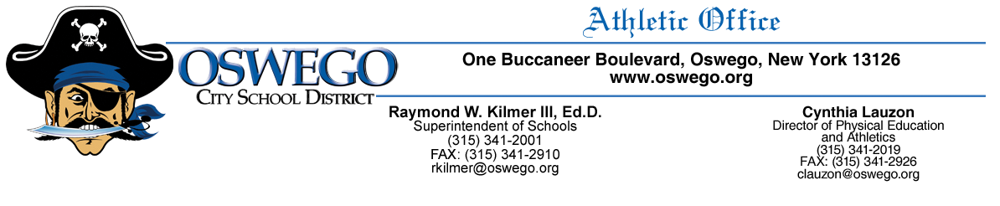 Athletic Office
OSWEGO
CITY SCHOOL DISTRICT
One Buccaneer Boulevard, Oswego, New York 13126
www.oswego.org
Raymond W. Kilmer III, Ed.D.
Superintendent of Schools
(315) 341-2001
FAX: (315) 341-2910
rkilmer@oswego.org
Cynthia Lauzon
Director of Physical Education
and Athletics
(315) 341-2019
FAX: (315) 341-2926
clauzon@oswego.org